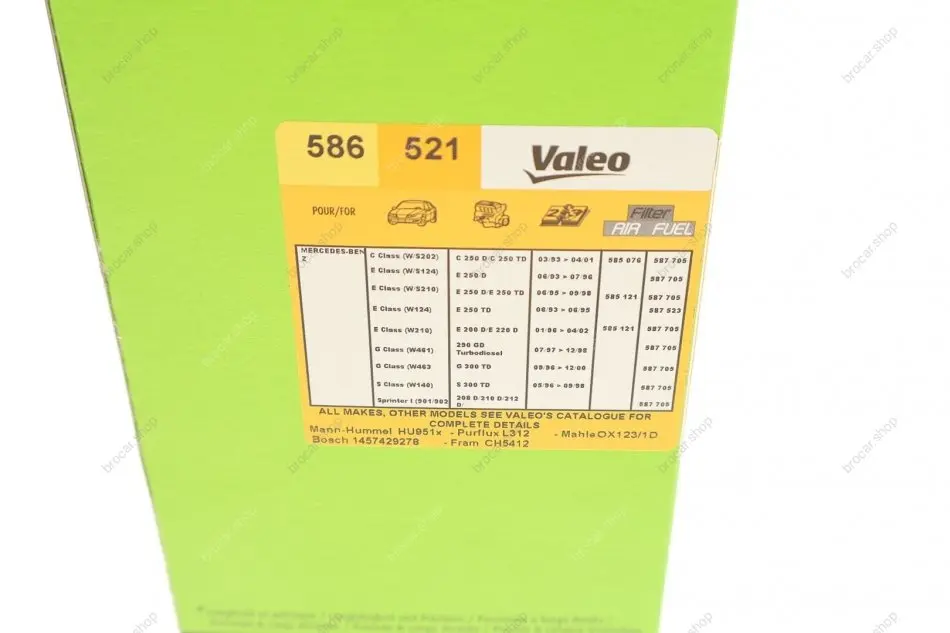 586 521 Valeo
POUR/FOR Filter
AIR FUEL
MERCEDES-BEN
Z
C Class (W/S202) C 250 D/C 250 TD 03/93 > 04/01 585 076 587 705
E Class (W/S124) E 250 D 06/93 > 07/96 587 705
E Class (W/S210) E 250 D/E 250 TD 06/95 > 09/98 585 121 587 705
E Class (W124) E 250 TD 06/93 > 06/95 587 523
E Class (W210) E 200 D/E 220 D 01/96 > 04/02 585 121 587 705
G Class (W461) 290 GD Turbodiesel 07/97 > 12/98 587 705
G Class (W463 G 300 TD 09/96 > 12/00 587 705
S Class (W140) S 300 TD 05/96 > 09/98 587 705
Sprinter I (901/902 208 D/210 D/212 D/ 587 705
ALL MAKES, OTHER MODELS SEE VALEO'S CATALOGUE FOR
COMPLETE DETAILS
Mann-Hummel HU951x - Purflux L312 - Mahle OX123/1D
Bosch 1457429278 - Fram CH5412
brocar.shop